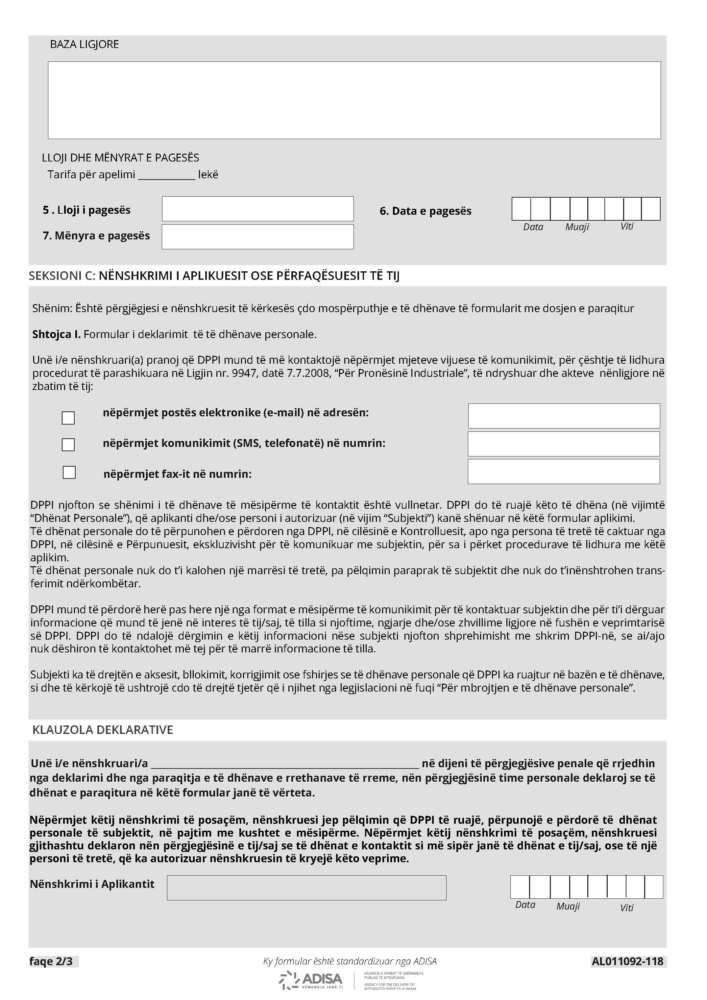 BAZA LIGJORE
LLOJI DHE MËNYRAT E PAGESËS
Tarifa për apelimi __________ lekë
5 . Lloji i pagesës
6. Data e pagesës
Data Muaji Viti
7. Mënyra e pagesës
SEKSIONI C: NËNSHKRIMI I APLIKUESIT OSE PËRFAQËSUESIT TË TIJ
Shënim: Është përgjëgjesi e nënshkruesit të kërkesës çdo mospërputhje e të dhënave të formularit me dosjen e paraqitur
Shtojca I. Formular i deklarimit të të dhënave personale.
Unë i/e nënshkruari(a) pranoj që DPPI mund të më kontaktojë nëpërmjet mjeteve vijuese të komunikimit, për çështje të lidhura
procedurat të parashikuara në Ligjin nr. 9947, datë 7.7.2008, “Për Pronësinë Industriale”, të ndryshuar dhe akteve nënligjore në
zbatim të tij:
nëpërmjet postës elektronike (e-mail) në adresën:
nëpërmjet komunikimit (SMS, telefonatë) në numrin:
nëpërmjet fax-it në numrin:
DPPI njofton se shënimi i të dhënave të mësipërme të kontaktit është vullnetar. DPPI do të ruajë këto të dhëna (në vijimtë
“Dhënat Personale”), që aplikanti dhe/ose personi i autorizuar (në vijim “Subjekti”) kanë shënuar në këtë formular aplikimi.
Të dhënat personale do të përpunohen e përdoren nga DPPI, në cilësinë e Kontrolluesit, apo nga persona të tretë të caktuar nga
DPPI, në cilësinë e Përpunuesit, ekskluzivisht për të komunikuar me subjektin, për sa i përket procedurave të lidhura me këtë
aplikim.
Të dhënat personale nuk do t’i kalohen një marrësi të tretë, pa pëlqimin paraprak të subjektit dhe nuk do t’inënshtrohen trans-
ferimit ndërkombëtar.
DPPI mund të përdorë herë pas here një nga format e mësipërme të komunikimit për të kontaktuar subjektin dhe për ti’i dërguar
informacione që mund të jenë në interes të tij/saj, të tilla si njoftime, ngjarje dhe/ose zhvillime ligjore në fushën e veprimtarisë
së DPPI. DPPI do të ndalojë dërgimin e këtij informacioni nëse subjekti njofton shprehimisht me shkrim DPPI-në, se ai/ajo
nuk dëshiron të kontaktohet më tej për të marrë informacione të tilla.
Subjekti ka të drejtën e aksesit, bllokimit, korrigjimit ose fshirjes se të dhënave personale që DPPI ka ruajtur në bazën e të dhënave,
si dhe të kërkojë të ushtrojë cdo të drejtë tjetër që i njihet nga legjislacioni në fuqi “Për mbrojtjen e të dhënave personale”.
KLAUZOLA DEKLARATIVE
Unë i/e nënshkruari/a ______________________________________________ në dijeni të përgjegjësive penale që rrjedhin
nga deklarimi dhe nga paraqitja e të dhënave e rrethanave të rreme, nën përgjegjësinë time personale deklaroj se të
dhënat e paraqitura në këtë formular janë të vërteta.
Nëpërmjet këtij nënshkrimi të posaçëm, nënshkruesi jep pëlqimin që DPPI të ruajë, përpunojë e përdorë të dhënat
personale të subjektit, në pajtim me kushtet e mësipërme. Nëpërmjet këtij nënshkrimi të posaçëm, nënshkruesi
gjithashtu deklaron nën përgjegjësinë e tij/saj se të dhënat e kontaktit si më sipër janë të dhënat e tij/saj, ose të një
personi të tretë, që ka autorizuar nënshkruesin të kryejë këto veprime.
Nënshkrimi i Aplikantit
Data Muaji Viti
faqe 2/3
Ky formular është standardizuar nga ADISA
AL011092-118
ADISA
VEMENDJA JONE,TI
AGJENCIA E OFRIMIT TË SHËRBIMEVE
PUBLIKE TË INTEGRUARA
AGENCY FOR THE DELIVERY OF
INTEGRATED SERVICES ALBANIA